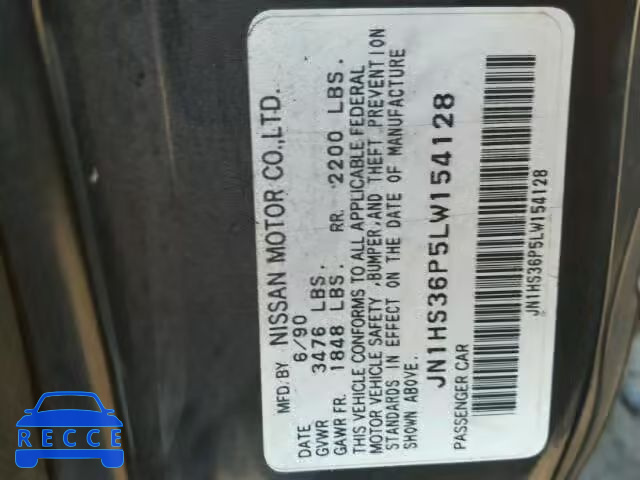 MFD.BY NISSAN MOTOR CO.,LTD.
DATE 6/90
GVWR 3476 LBS.
GAWR FR. 1848 LBS. RR. 2200 LBS.
THIS VEHICLE CONFORMS TO ALL APPLICABLE FEDERAL
MOTOR VEHICLE SAFETY ,BUMPER,AND THEFT PREVENTION
STANDARDS IN EFFECT ON THE DATE OF MANUFACTURE
SHOWN ABOVE.
JN1HS36P5LW154128
PASSENGER CAR
JN1HS36P5LW154128
RECCE